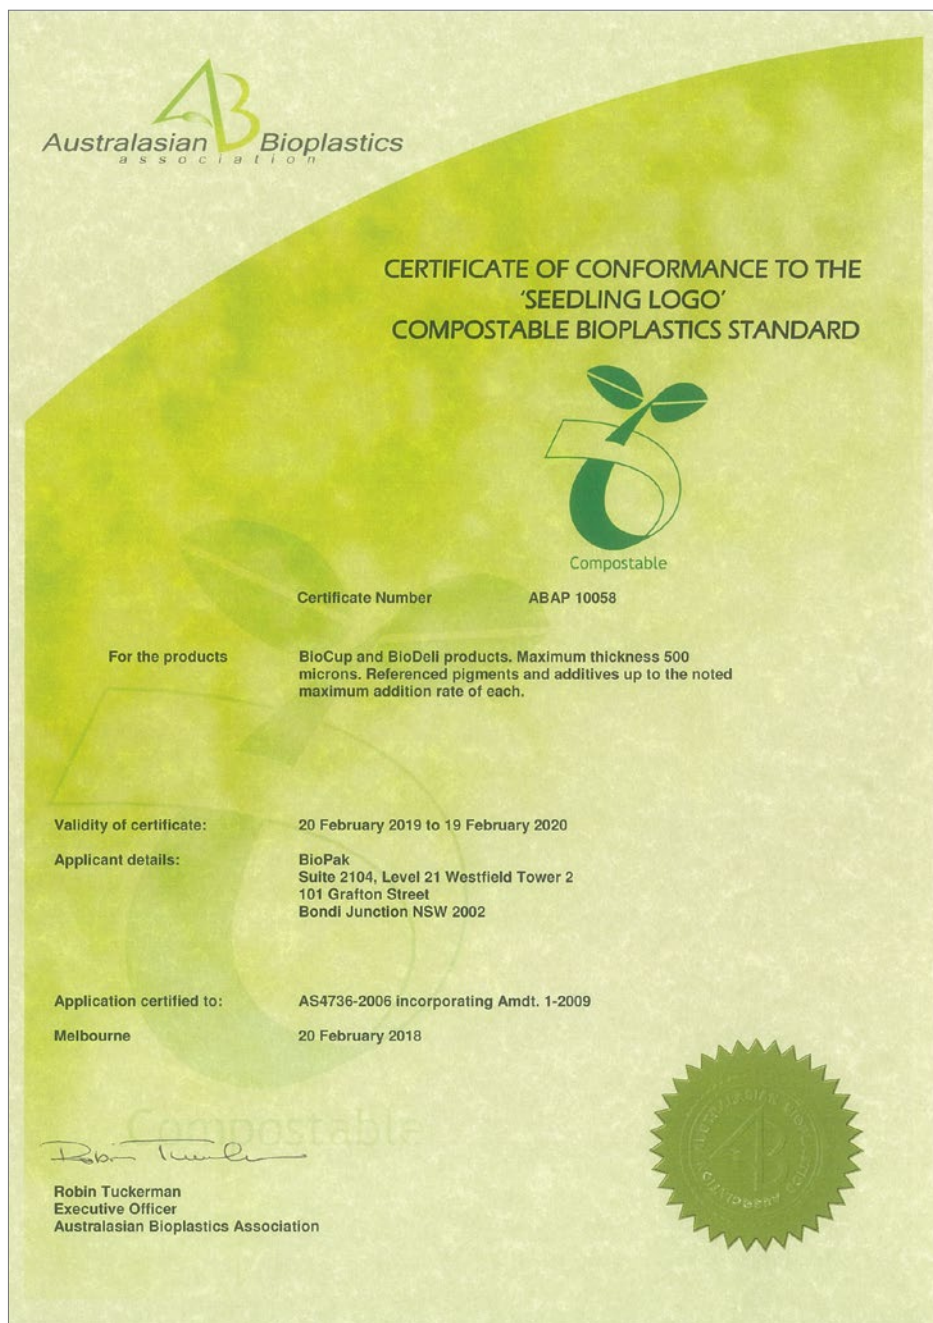 Australasian Bioplastics
association
CERTIFICATE OF CONFORMANCE TO THE
'SEEDLING LOGO'
COMPOSTABLE BIOPLASTICS STANDARD
Compostable
Certificate Number ABAP 10058
For the products BioCup and BioDeli products. Maximum thickness 500
microns. Referenced pigments and additives up to the noted
maximum addition rate of each.
Validity of certificate: 20 February 2019 to 19 February 2020
Applicant details: BioPak
Suite 2104, Level 21 Westfield Tower 2
101 Grafton Street
Bondi Junction NSW 2002
Application certified to: AS4736-2006 incorporating Amdt. 1-2009
Melbourne 20 February 2018
Compostable
Robin Tuckerman
Executive Officer
Australasian Bioplastics Association